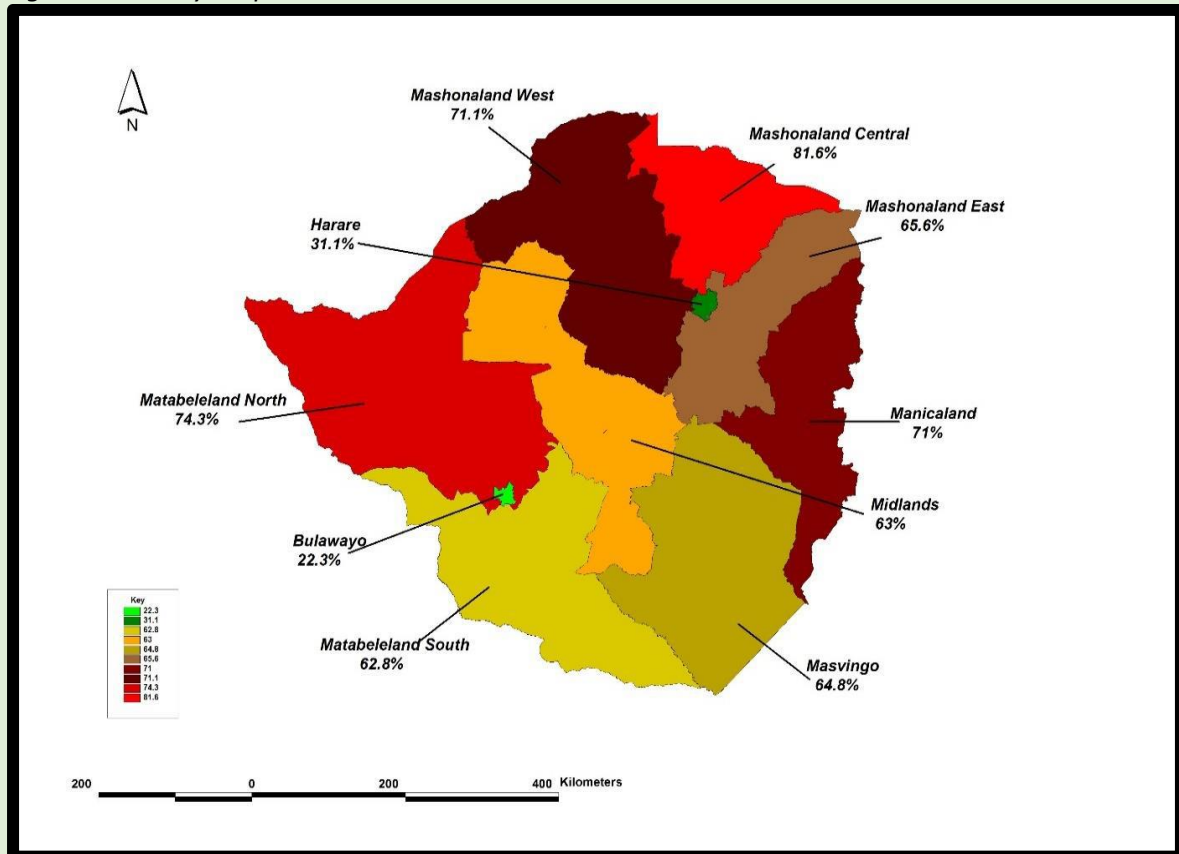 Mashonaland West
71.1%
Mashonaland Central
81.6%
Mashonaland East
65.6%
Harare
31.1%
N
Matabeleland North
74.3%
Manicaland
71%
Midlands
63%
Bulawayo
22.3%
Matabeleland South
62.8%
Masvingo
64.8%
Key
22.3
31.1
62.8
63
64.8
65.6
71
71.1
74.3
81.6
200 0 200 400 Kilometers